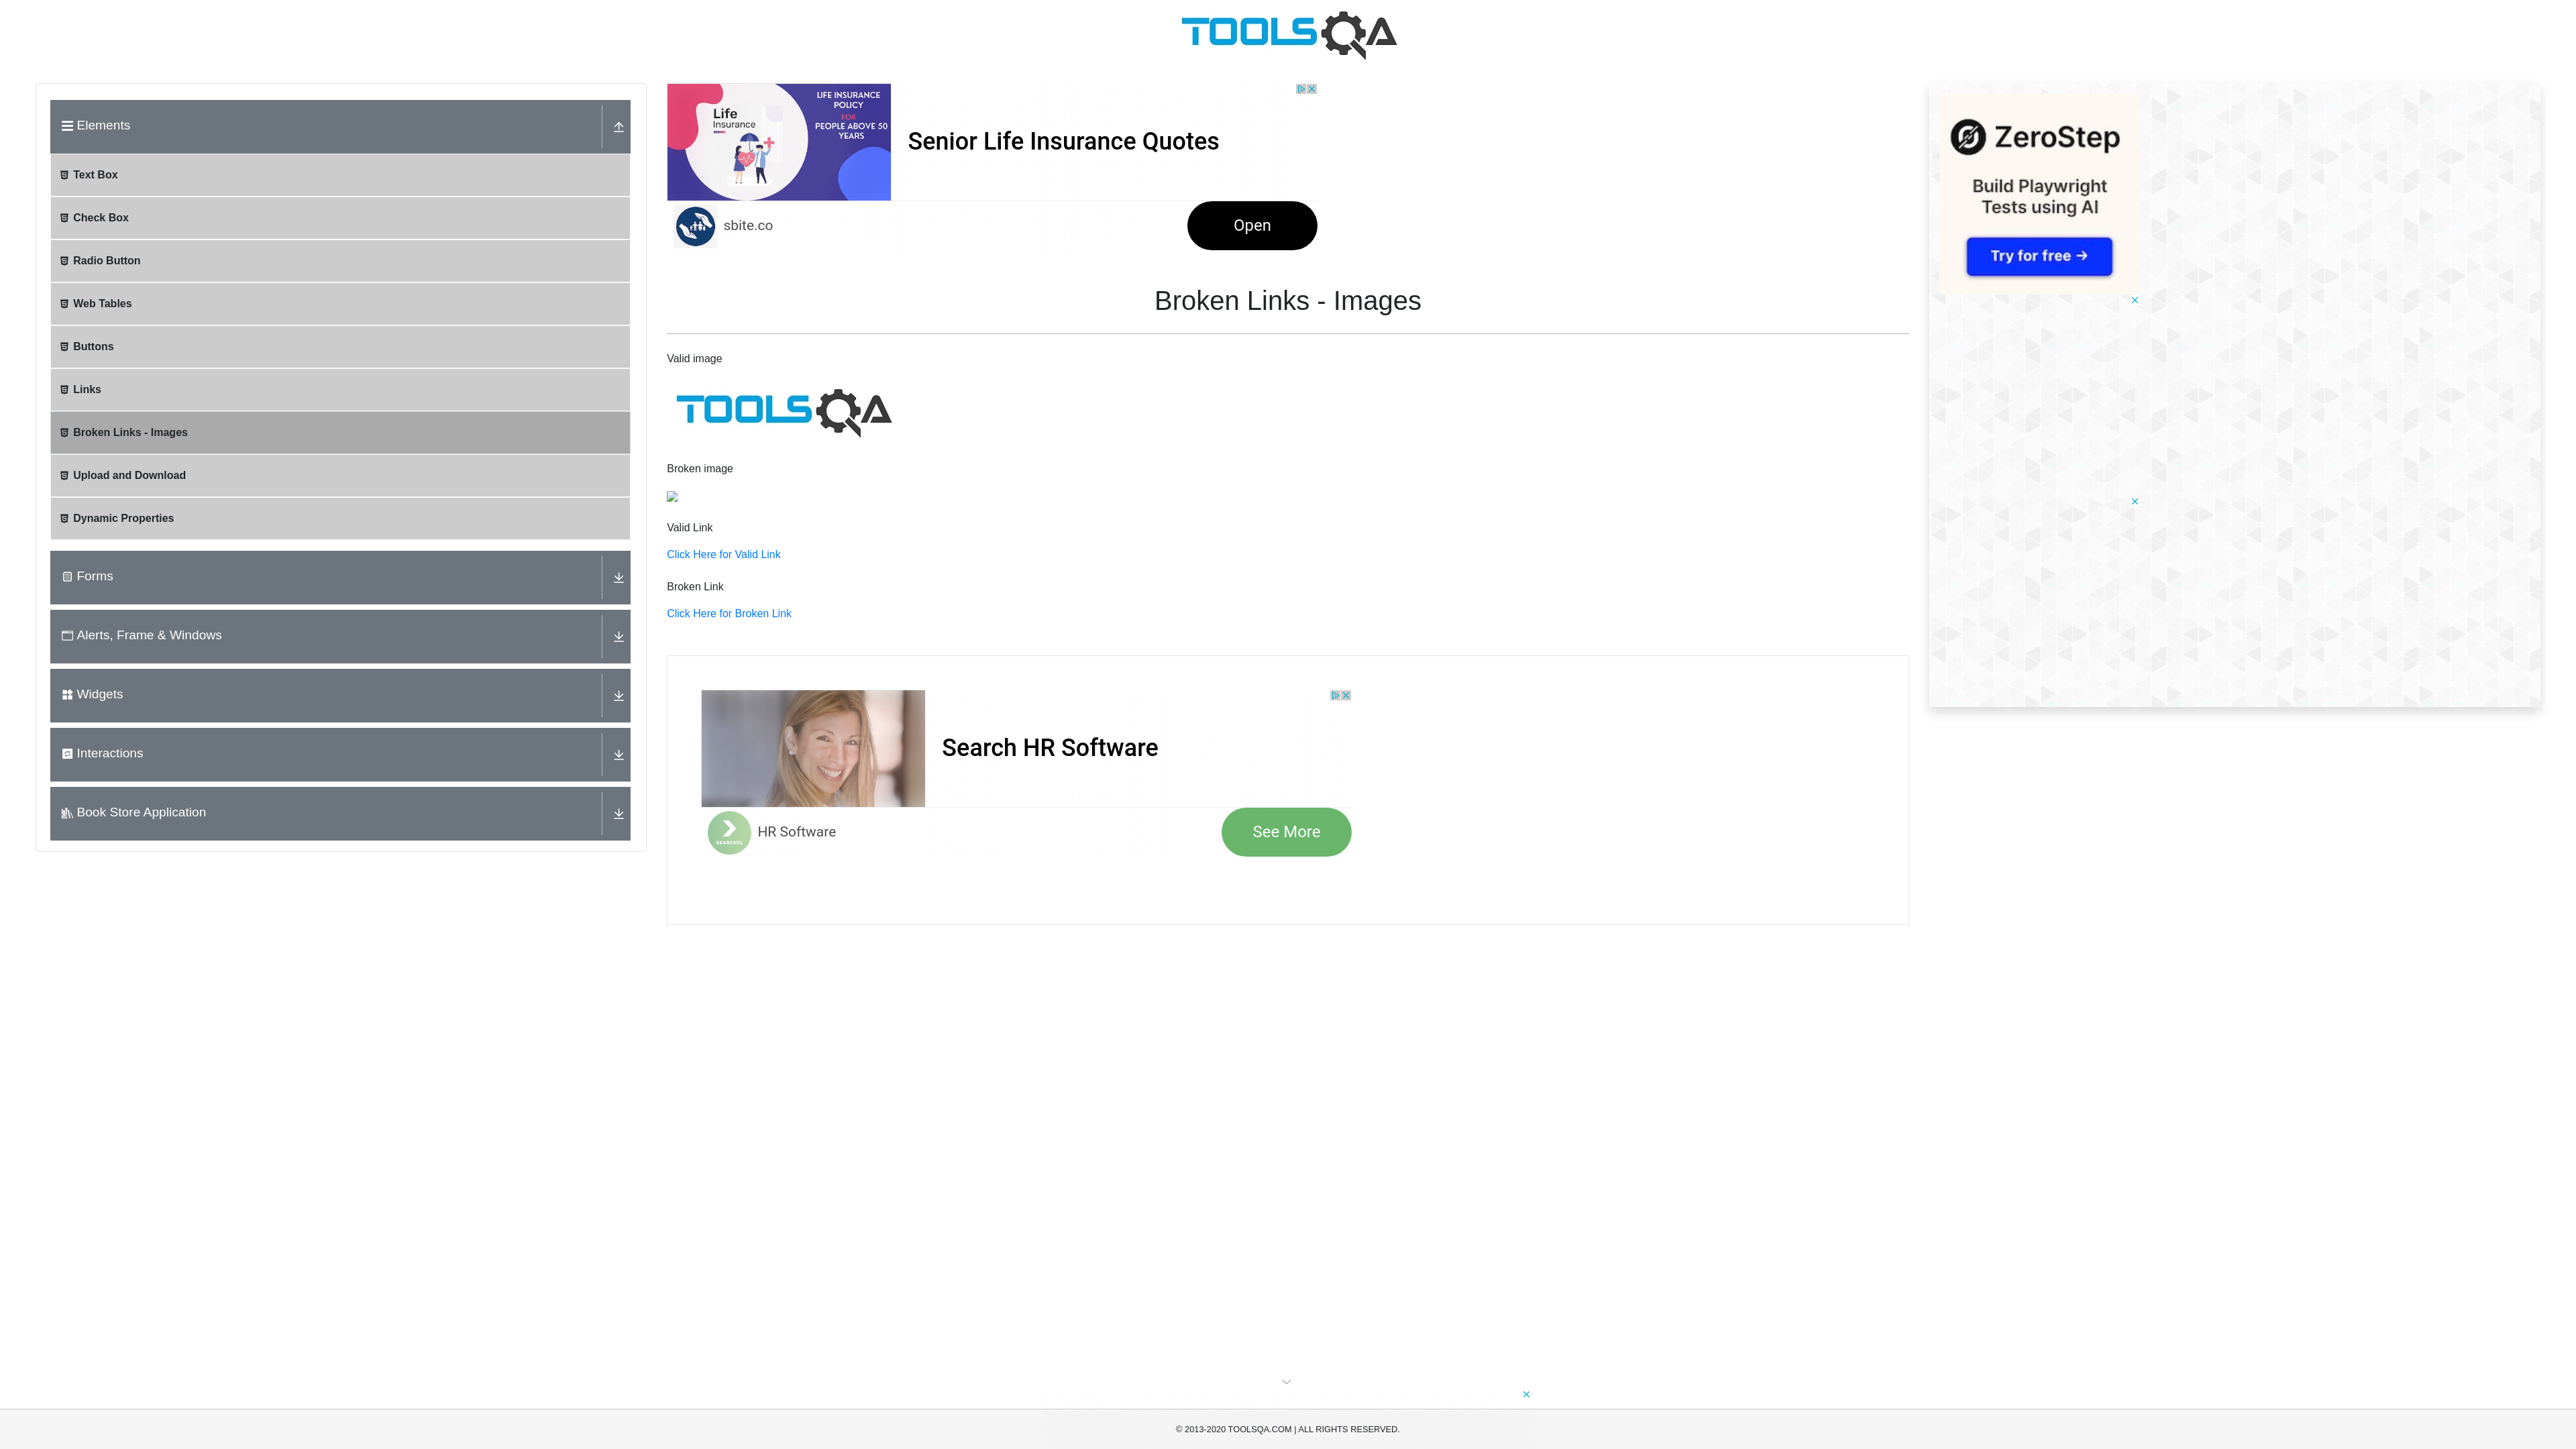 TOOLSQA
Elements
Text Box
Check Box
Radio Button
Web Tables
Buttons
Links
Broken Links - Images
Upload and Download
Dynamic Properties
Forms
Alerts, Frame & Windows
Widgets
Interactions
Book Store Application
Life
Insurance
LIFE INSURANCE
POLICY
FOR
PEOPLE ABOVE 50
YEARS
Senior Life Insurance Quotes
sbite.co
Open
Broken Links - Images
Valid image
TOOLSQA
Broken image
Valid Link
Click Here for Valid Link
Broken Link
Click Here for Broken Link
Search HR Software
HR Software
See More
ZeroStep
Build Playwright
Tests using AI
Try for free →
© 2013-2020 TOOLSQA.COM | ALL RIGHTS RESERVED.